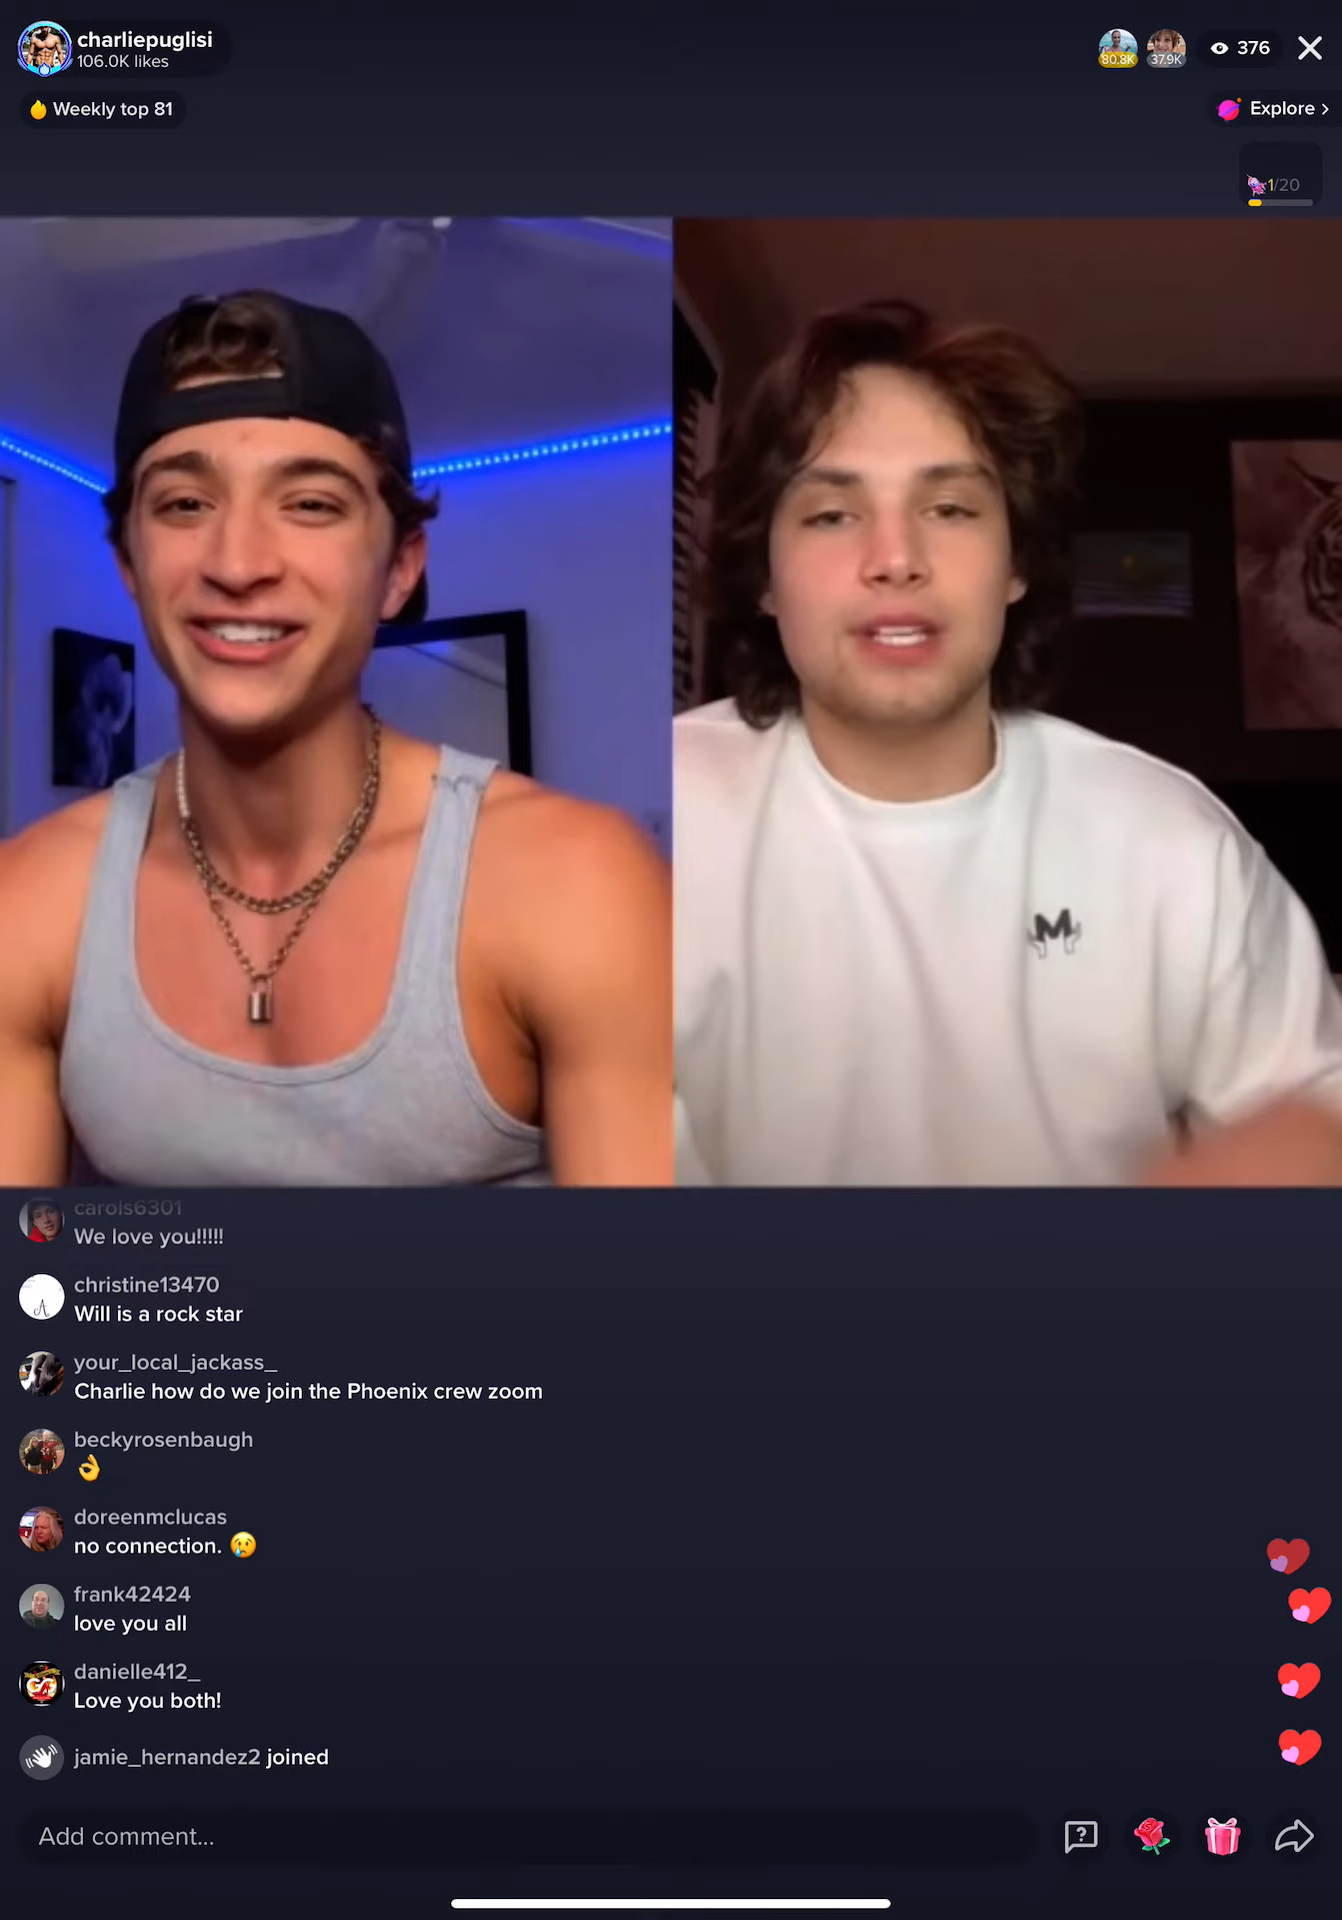 charliepuglisi
106.0K likes
80.8K
37.9K
376
Weekly top 81
Explore >
1/20
M
carols6301
We love you!!!!!
christine13470
Will is a rock star
your_local_jackass_
Charlie how do we join the Phoenix crew zoom
beckyrosenbaugh
👌
doreenmclucas
no connection. 😢
frank42424
love you all
danielle412_
Love you both!
jamie_hernandez2 joined
Add comment...